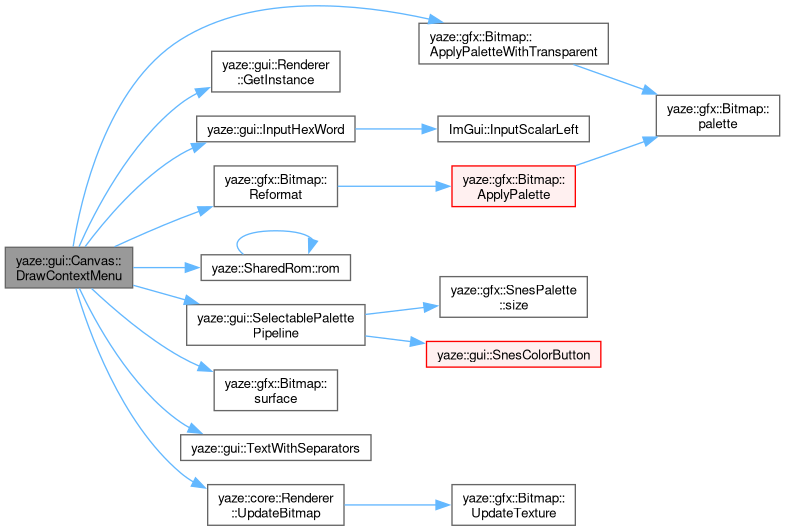 yaze::gui::Canvas::
DrawContextMenu
yaze::gfx::Bitmap::
ApplyPaletteWithTransparent
yaze::gui::Renderer
::GetInstance
yaze::gui::InputHexWord
ImGui::InputScalarLeft
yaze::gfx::Bitmap::
palette
yaze::gfx::Bitmap::
Reformat
yaze::gfx::Bitmap::
ApplyPalette
yaze::SharedRom::rom
yaze::gui::SelectablePalette
Pipeline
yaze::gfx::SnesPalette
::size
yaze::gui::SnesColorButton
yaze::gfx::Bitmap::
surface
yaze::gui::TextWithSeparators
yaze::core::Renderer
::UpdateBitmap
yaze::gfx::Bitmap::
UpdateTexture